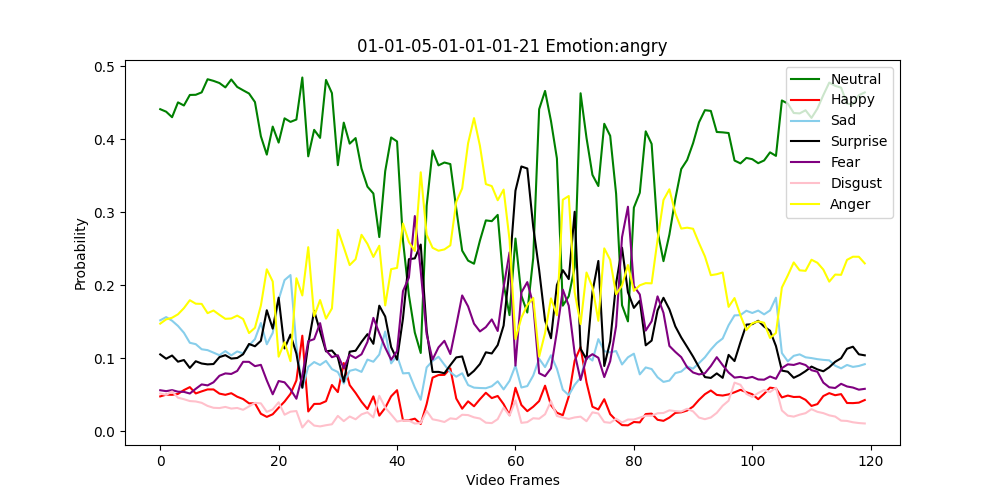 01-01-05-01-01-01-21 Emotion:angry
Neutral
Happy
Sad
Surprise
Fear
Disgust
Anger
Probability
0.5
0.4
0.3
0.2
0.1
0.0
0 20 40 60 80 100 120
Video Frames